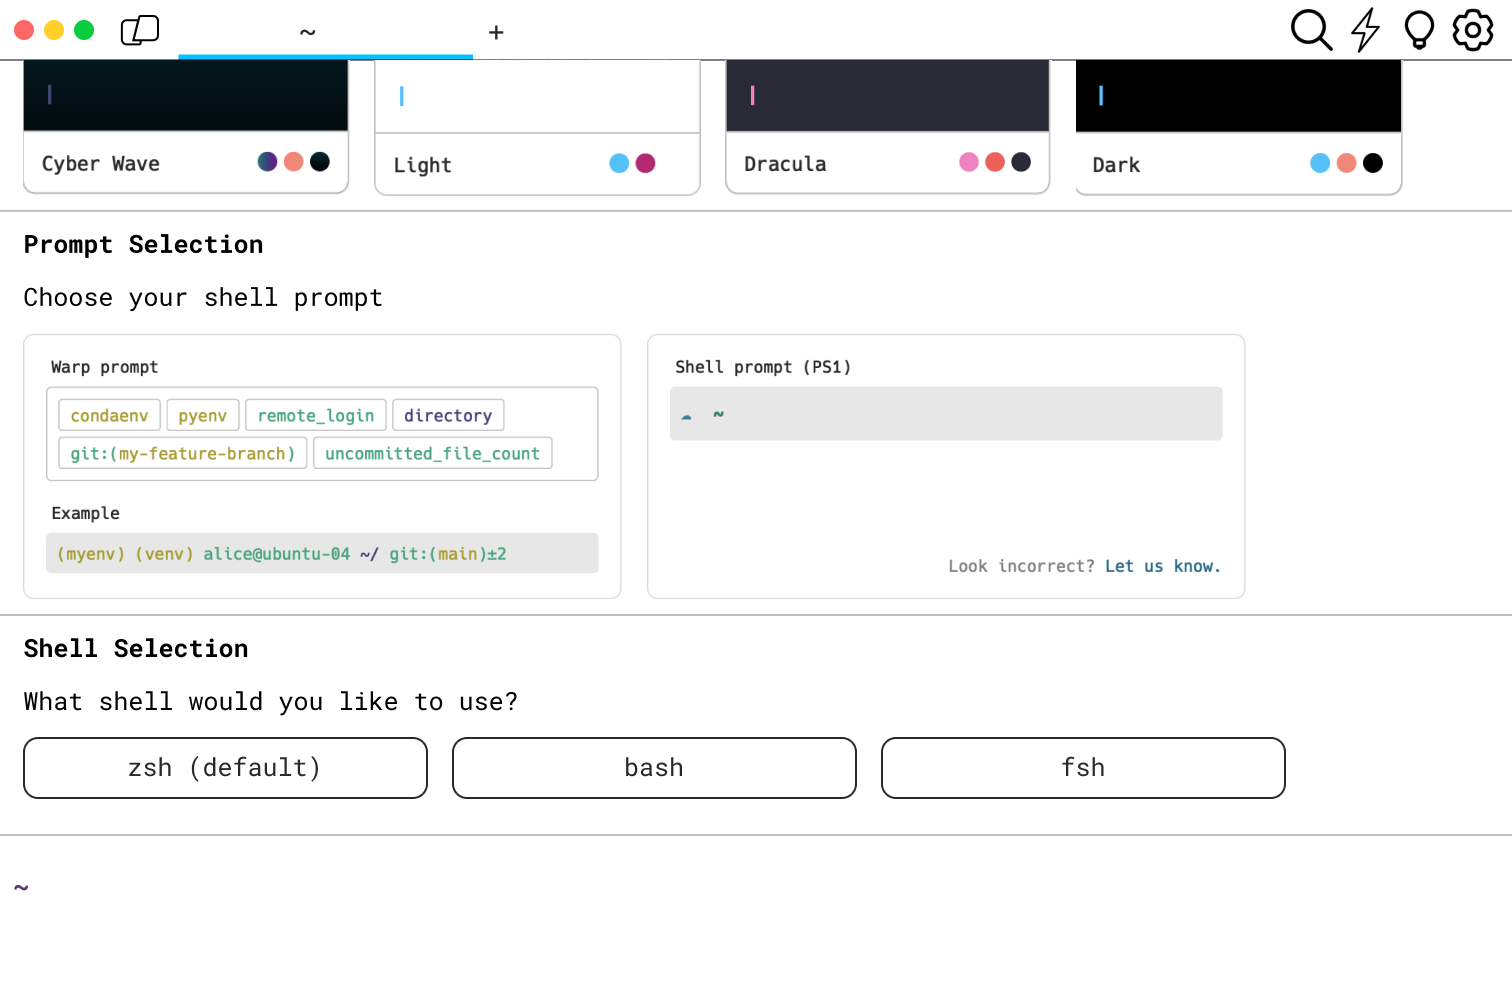 ~ +
Cyber Wave
Light
Dracula
Dark
Prompt Selection
Choose your shell prompt
Warp prompt
condaenv pyenv remote_login directory
git:(my-feature-branch) uncommitted_file_count
Example
(myenv) (venv) alice@ubuntu-04 ~/ git:(main)±2
Shell prompt (PS1)
~
Look incorrect? Let us know.
Shell Selection
What shell would you like to use?
zsh (default)
bash
fsh
~